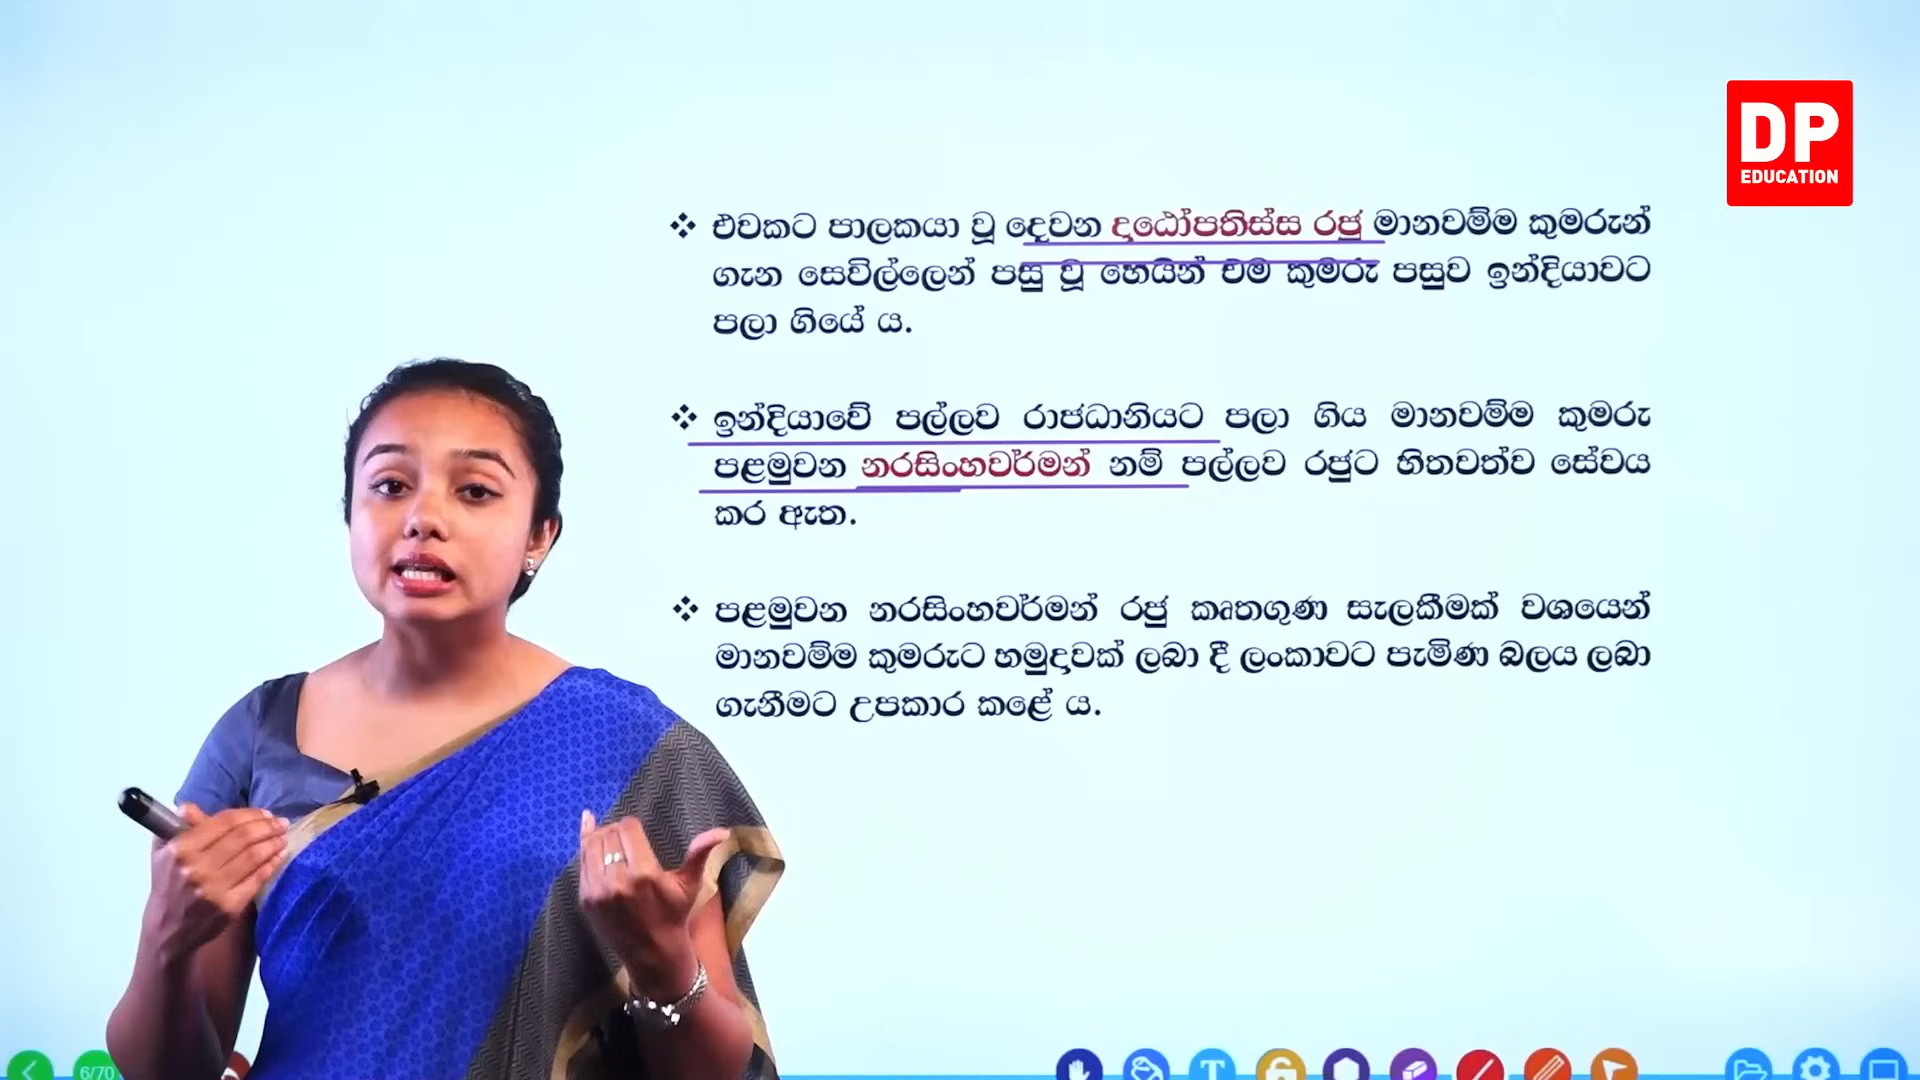 DP
EDUCATION
❖ එවකට පාලකයා වූ දෙවන දාඨෝපතිස්ස රජු මානවම්ම කුමරුන්
ගැන සෙවිල්ලෙන් පසු වූ හෙයින් එම කුමරු පසුව ඉන්දියාවට
පලා ගියේ ය.
❖ ඉන්දියාවේ පල්ලව රාජධානියට පලා ගිය මානවම්ම කුමරු
පළමුවන නරසිංහවර්මන් නම් පල්ලව රජුට හිතවත්ව සේවය
කර ඇත.
❖ පළමුවන නරසිංහවර්මන් රජු කෘතගුණ සැලකීමක් වශයෙන්
මානවම්ම කුමරුට හමුදාවක් ලබා දී ලංකාවට පැමිණ බලය ලබා
ගැනීමට උපකාර කළේ ය.
6/70